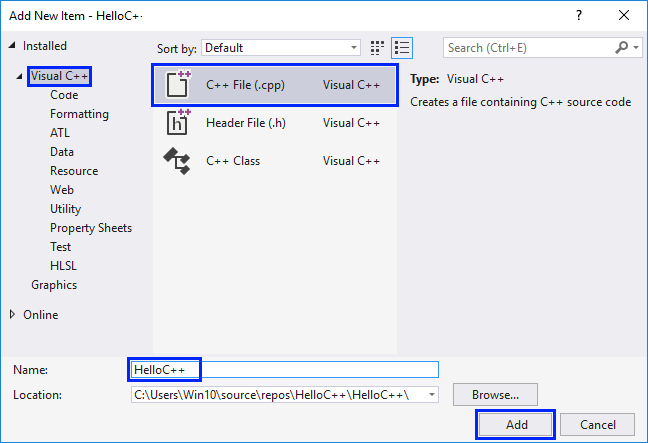 Add New Item - HelloC+
? ×
Installed
Visual C++
Code
Formatting
ATL
Data
Resource
Web
Utility
Property Sheets
Test
HLSL
Graphics
Online
Sort by: Default
Search (Ctrl+E)
C++ File (.cpp) Visual C++
Header File (.h) Visual C++
C++ Class Visual C++
Type: Visual C++
Creates a file containing C++ source code
Name: HelloC++
Location: C:\Users\Win10\source\repos\HelloC++\HelloC++\
Browse...
Add Cancel